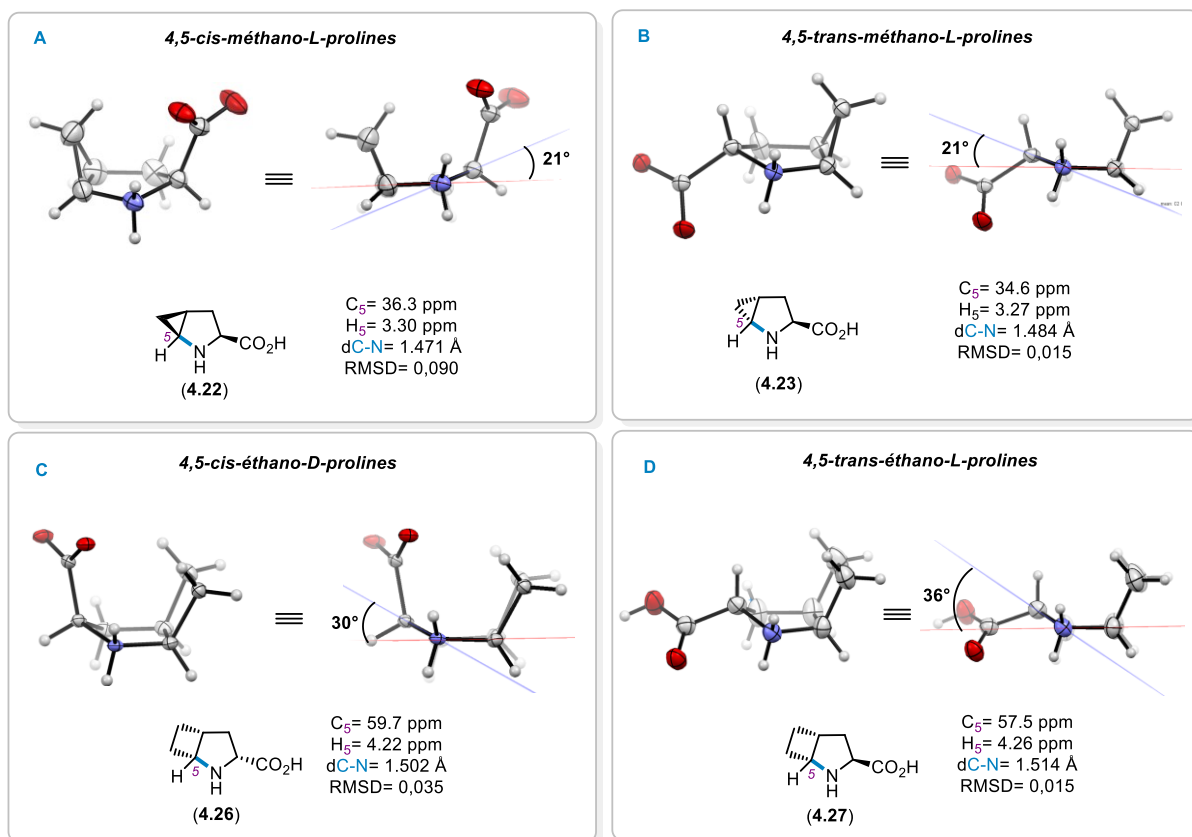 A
4,5-cis-méthano-L-prolines
21°
C5= 36.3 ppm
H5= 3.30 ppm
dC-N= 1.471 Å
RMSD= 0,090
5
H
N
H
CO2H
(4.22)
B
4,5-trans-méthano-L-prolines
21°
C5= 34.6 ppm
H5= 3.27 ppm
dC-N= 1.484 Å
RMSD= 0,015
5
H
N
H
CO2H
(4.23)
C
4,5-cis-éthano-D-prolines
30°
C5= 59.7 ppm
H5= 4.22 ppm
dC-N= 1.502 Å
RMSD= 0,035
H
5
N
H
CO2H
(4.26)
D
4,5-trans-éthano-L-prolines
36°
C5= 57.5 ppm
H5= 4.26 ppm
dC-N= 1.514 Å
RMSD= 0,015
H
5
N
H
CO2H
(4.27)